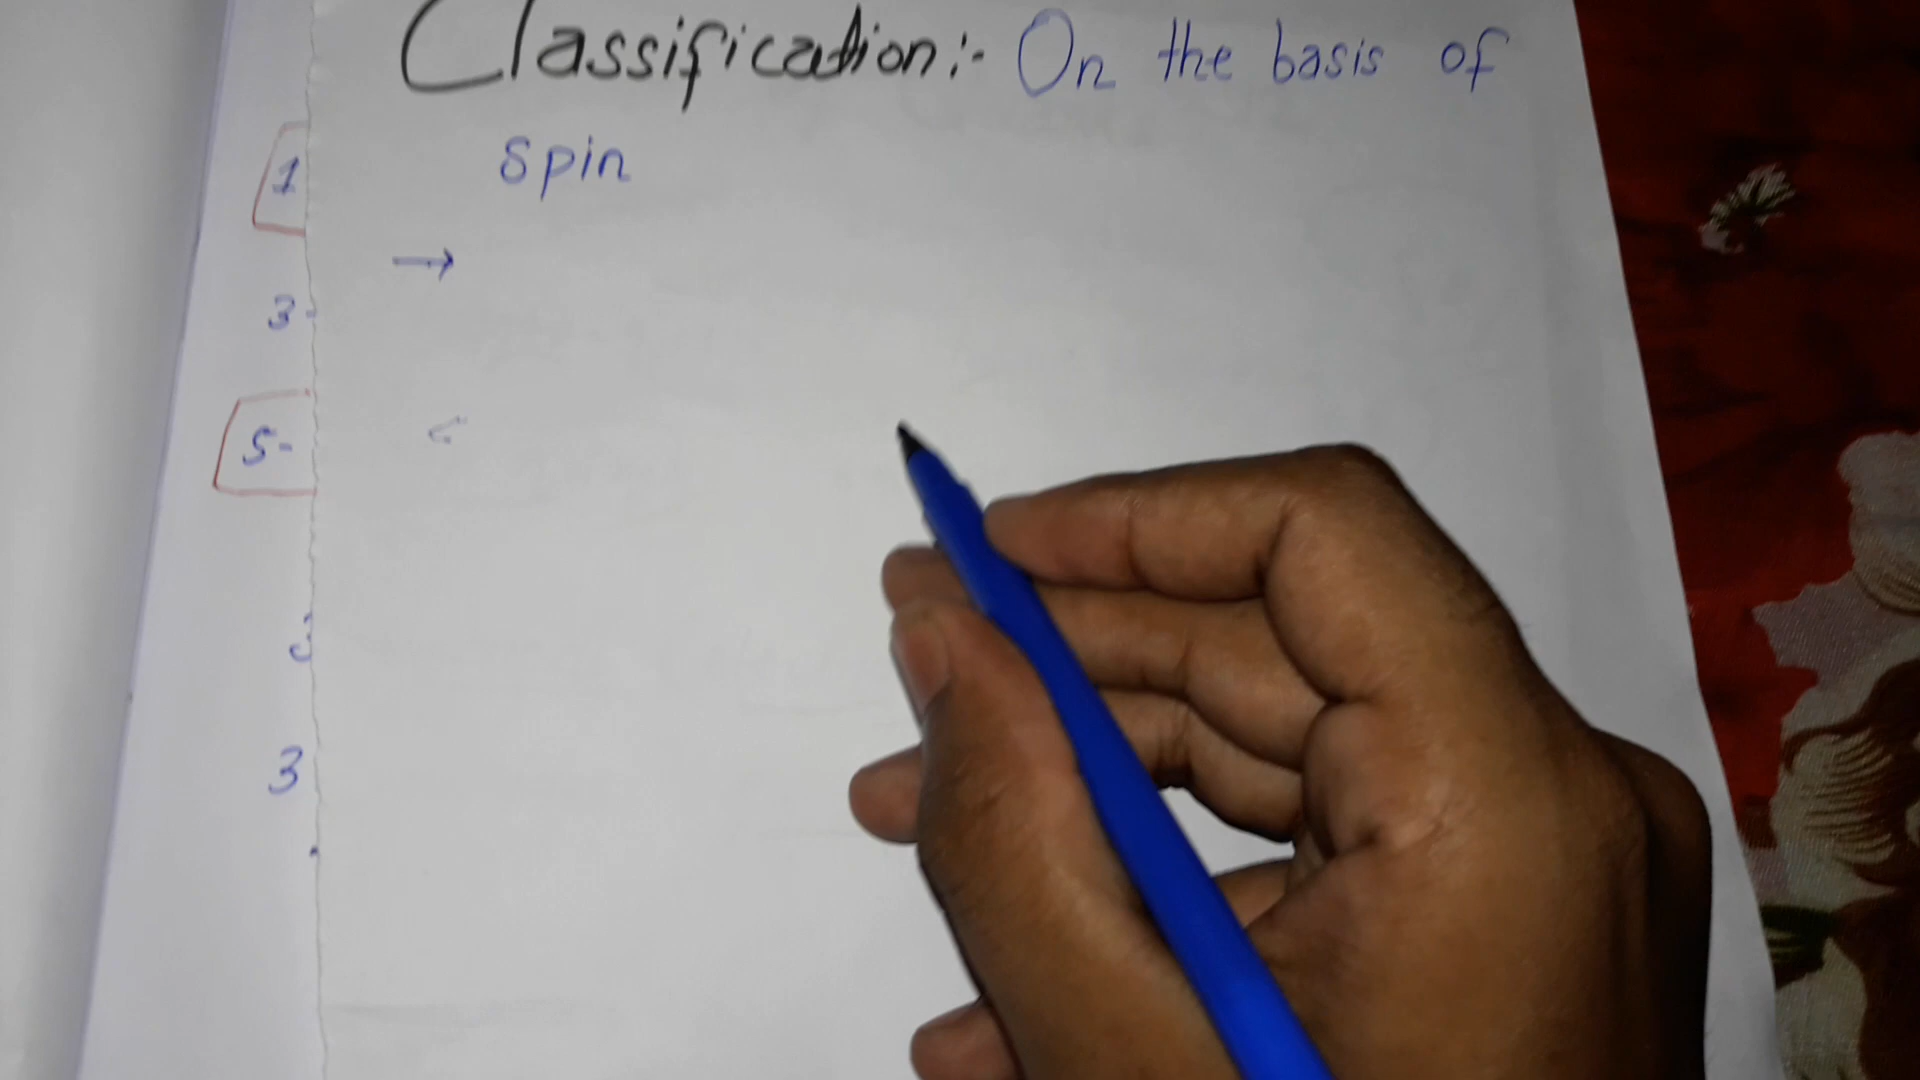 Classification:- On the basis of
spin
→
1
3-
5-
3